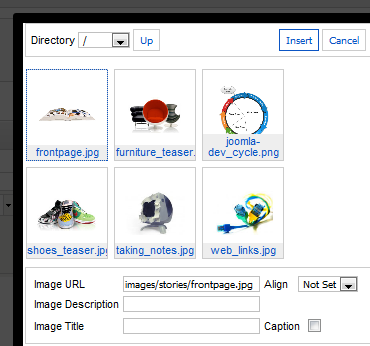 Directory / Up Insert Cancel
frontpage.jpg furniture_teaser. joomla-
dev_cycle.png
shoes_teaser.jpg taking_notes.jpg web_links.jpg
Image URL images/stories/frontpage.jpg Align Not Set
Image Description
Image Title Caption